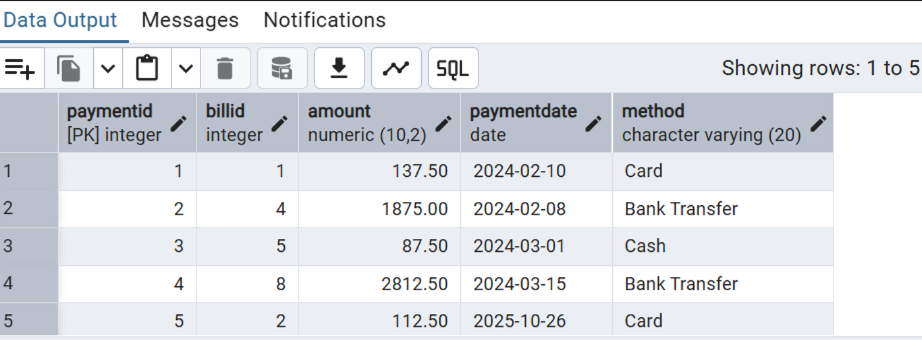 Data Output Messages Notifications
SQL Showing rows: 1 to 5
paymentid billid amount paymentdate method
[PK] integer integer numeric (10,2) date character varying (20)
1 1 1 137.50 2024-02-10 Card
2 2 4 1875.00 2024-02-08 Bank Transfer
3 3 5 87.50 2024-03-01 Cash
4 4 8 2812.50 2024-03-15 Bank Transfer
5 5 2 112.50 2025-10-26 Card